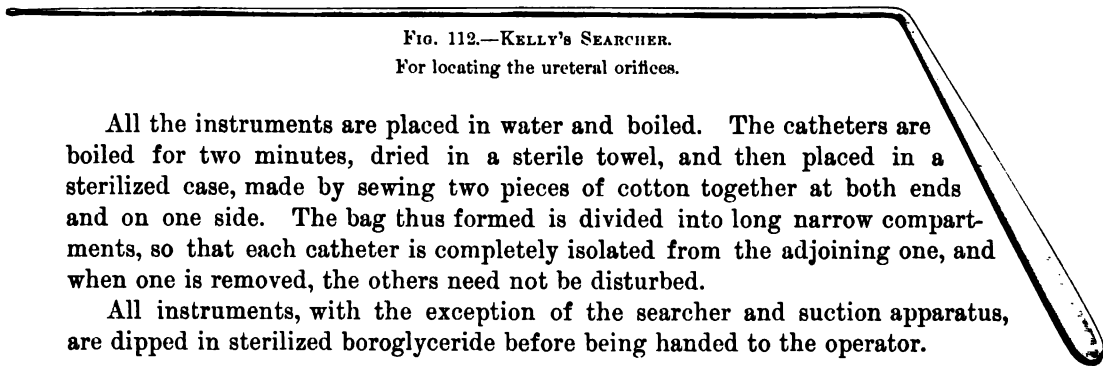 Fig. 112.—Kelly's Searcher.
For locating the ureteral orifices.
All the instruments are placed in water and boiled. The catheters are
boiled for two minutes, dried in a sterile towel, and then placed in a
sterilized case, made by sewing two pieces of cotton together at both ends
and on one side. The bag thus formed is divided into long narrow compart-
ments, so that each catheter is completely isolated from the adjoining one, and
when one is removed, the others need not be disturbed.
All instruments, with the exception of the searcher and suction apparatus,
are dipped in sterilized boroglyceride before being handed to the operator.